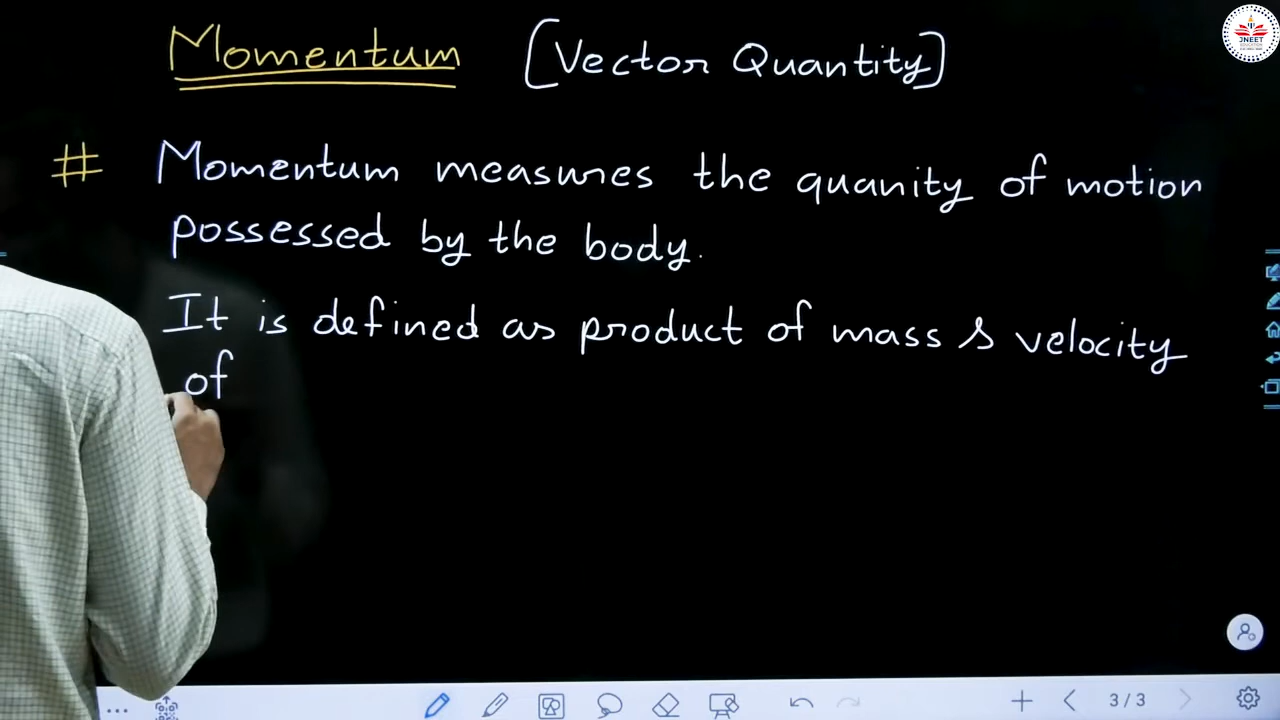 Momentum [Vector Quantity]
# Momentum measures the quanity of motion
possessed by the body.
It is defined as product of mass & velocity
of
JNEET
3/3